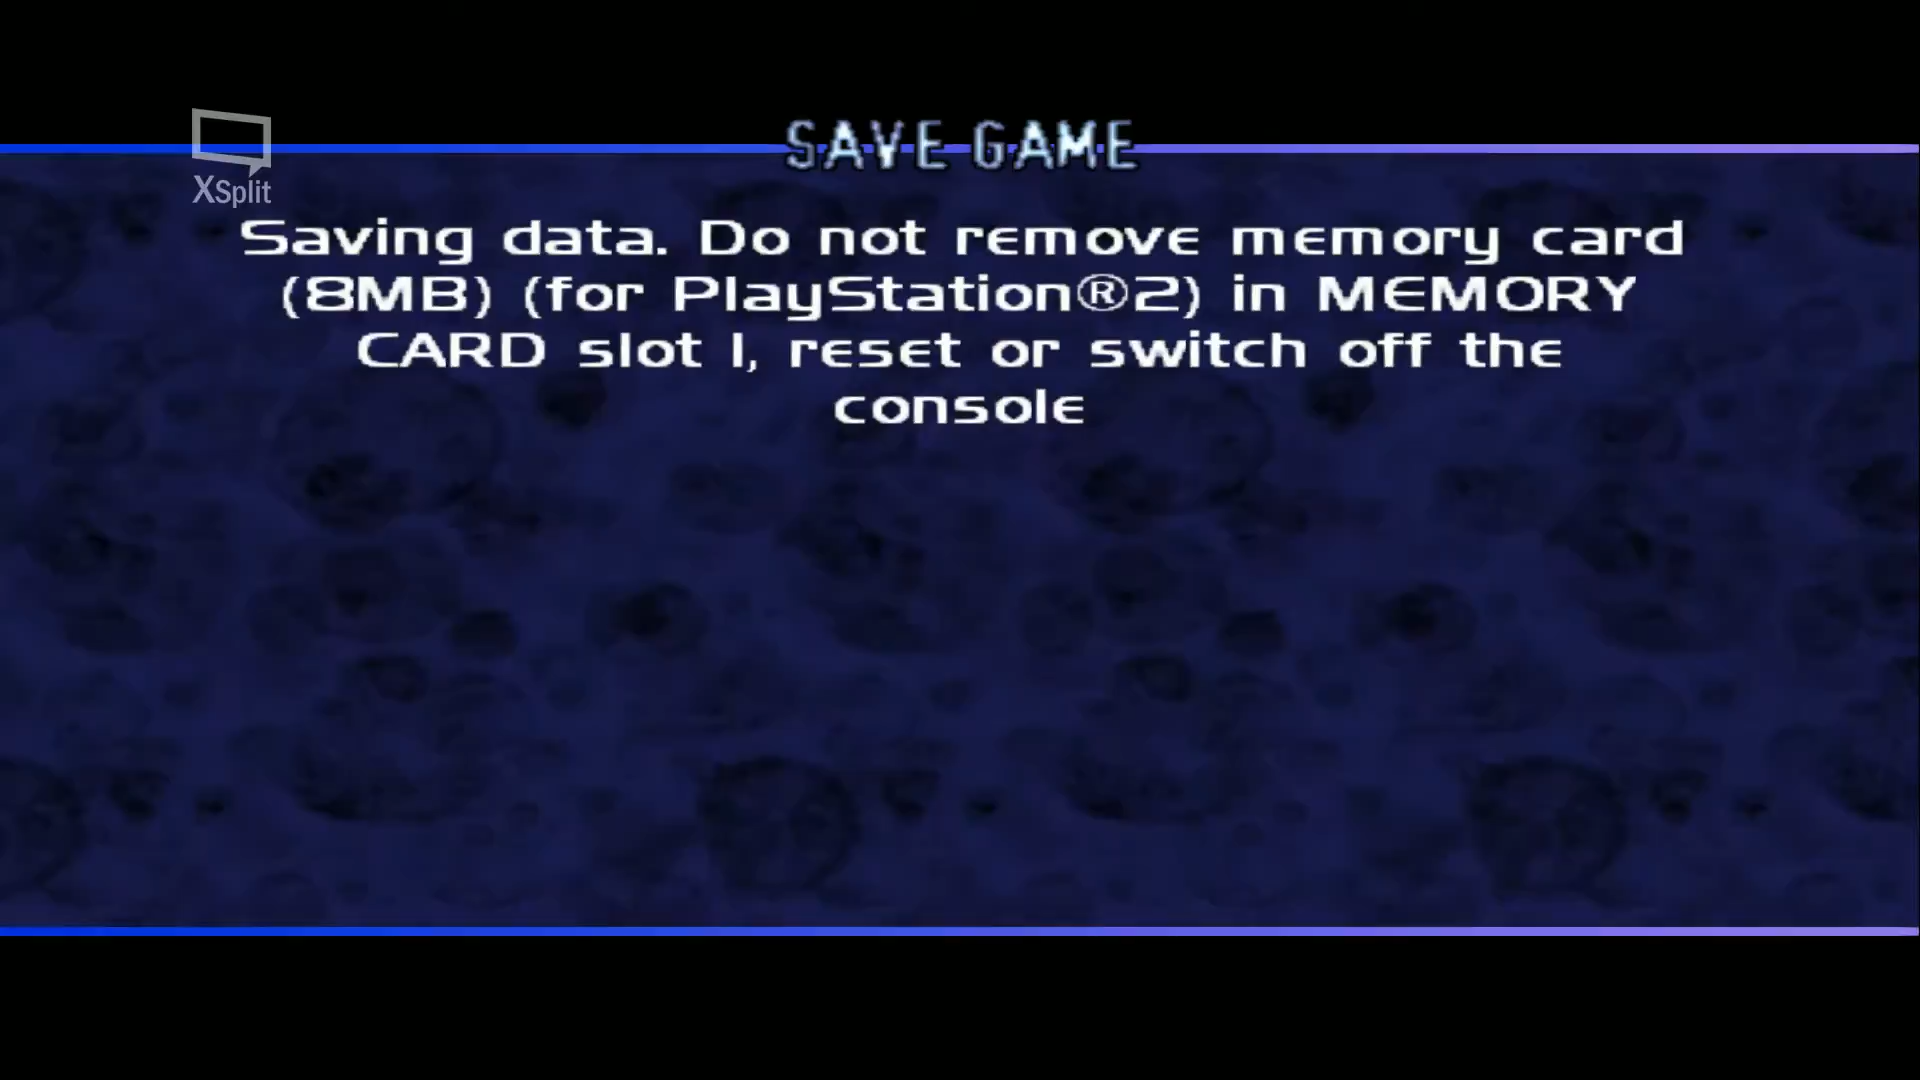 SAVE GAME
XSplit
Saving data. Do not remove memory card
(8MB) (for PlayStation®2) in MEMORY
CARD slot 1, reset or switch off the
console